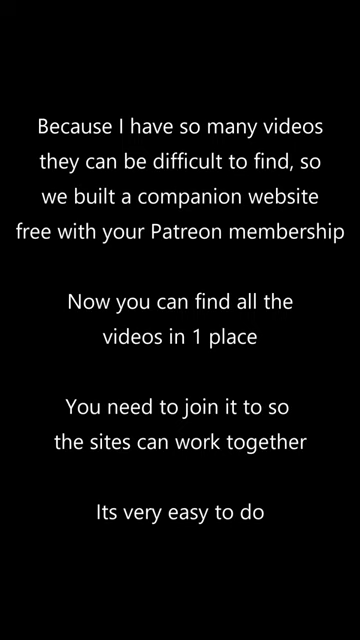 Because I have so many videos
they can be difficult to find, so
we built a companion website
free with your Patreon membership
Now you can find all the
videos in 1 place
You need to join it to so
the sites can work together
Its very easy to do